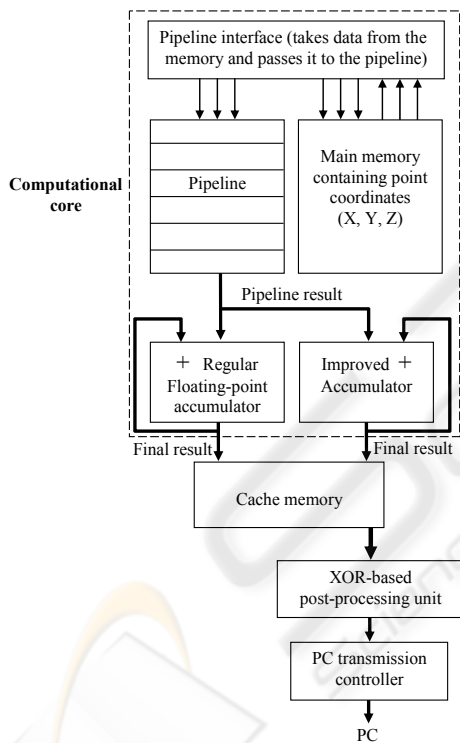 Pipeline interface (takes data from the
memory and passes it to the pipeline)
Computational
core
Pipeline
Main memory
containing point
coordinates
(X, Y, Z)
Pipeline result
+ Regular
Floating-point
accumulator
Improved +
Accumulator
Final result
Final result
Cache memory
XOR-based
post-processing unit
PC transmission
controller
PC